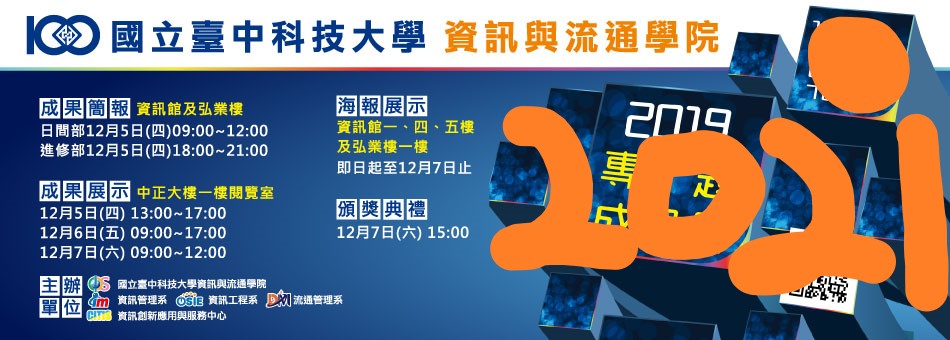 100 國立臺中科技大學 資訊與流通學院
成果簡報 資訊館及弘業樓
日間部12月5日(四)09:00~12:00
進修部12月5日(四)18:00~21:00
成果展示 中正大樓一樓閱覽室
12月5日(四) 13:00~17:00
12月6日(五) 09:00~17:00
12月7日(六) 09:00~12:00
海報展示
資訊館一、四、五樓
及弘業樓一樓
即日起至12月7日止
頒獎典禮
12月7日(六) 15:00
主辦
單位
國立臺中科技大學資訊與流通學院
資訊管理系 CSIE 資訊工程系 DM 流通管理系
資訊創新應用與服務中心
2019
專
成
2021